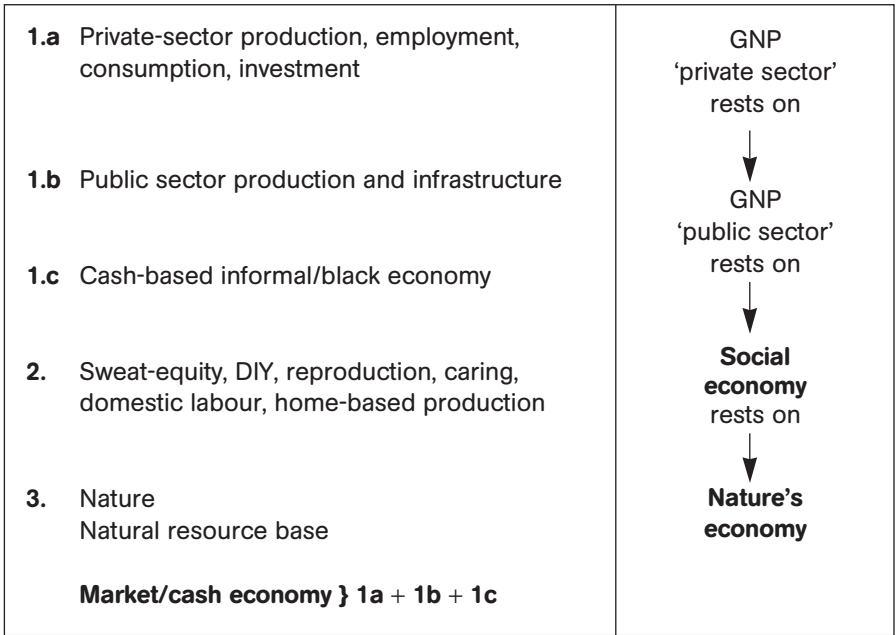 1.a Private-sector production, employment,
consumption, investment
1.b Public sector production and infrastructure
1.c Cash-based informal/black economy
2. Sweat-equity, DIY, reproduction, caring,
domestic labour, home-based production
3. Nature
Natural resource base
Market/cash economy } 1a + 1b + 1c
GNP
‘private sector’
rests on
GNP
‘public sector’
rests on
Social
economy
rests on
Nature’s
economy